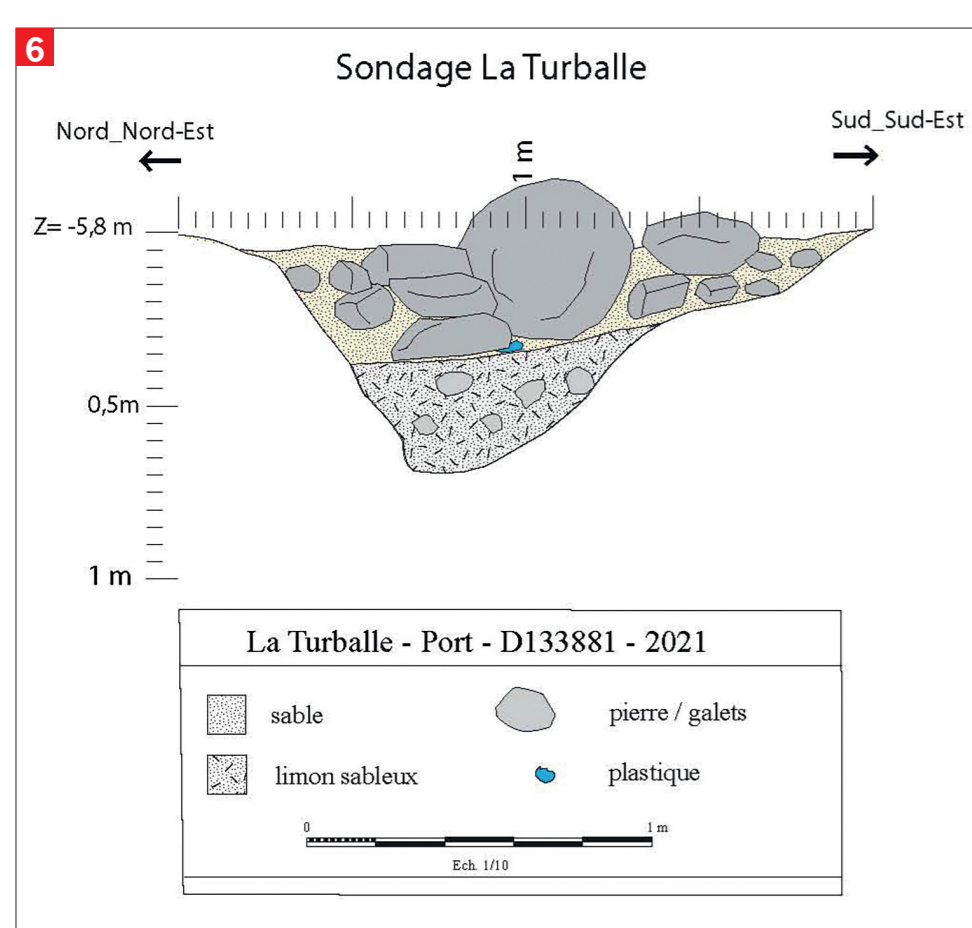 6
Sondage La Turballe
Nord_Nord-Est
Sud_Sud-Est
1 m
Z= -5,8 m
0,5m
1 m
La Turballe - Port - D133881 - 2021
sable
pierre / galets
limon sableux
plastique
0
1 m
Ech. 1/10